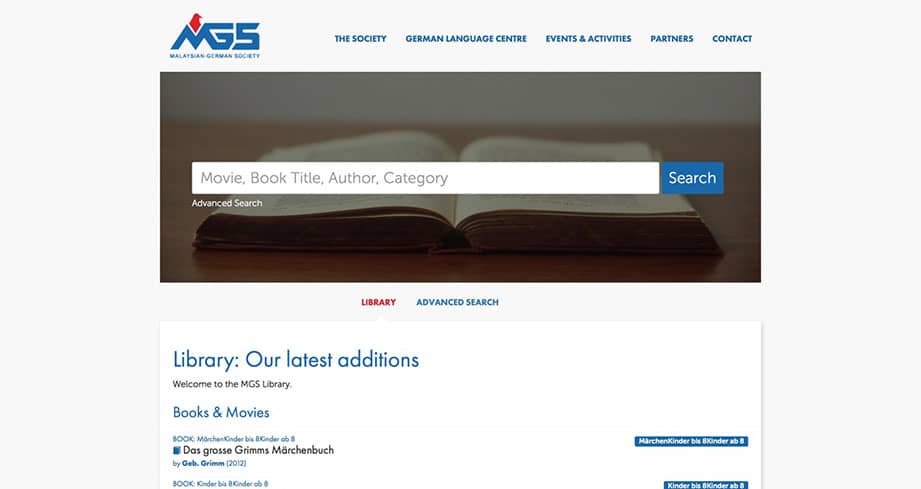 MGS
MALAYSIAN-GERMAN SOCIETY
THE SOCIETY GERMAN LANGUAGE CENTRE EVENTS & ACTIVITIES PARTNERS CONTACT
Movie, Book Title, Author, Category Search
Advanced Search
LIBRARY ADVANCED SEARCH
Library: Our latest additions
Welcome to the MGS Library.
Books & Movies
BOOK: MärchenKinder bis 8Kinder ab 8 MärchenKinder bis 8Kinder ab 8
Das grosse Grimms Märchenbuch
by Geb. Grimm (2012)
BOOK: Kinder bis 8Kinder ab 8 Kinder bis 8Kinder ab 8